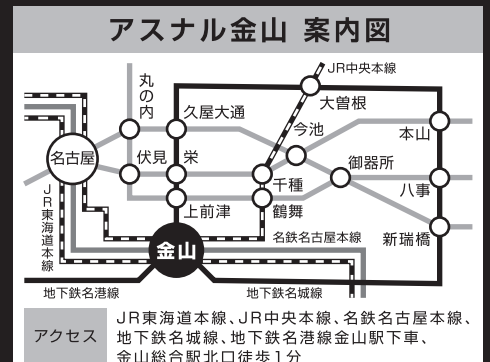 アスナル金山 案内図
JR中央本線
丸の内
久屋大通
大曽根
今池
本山
名古屋
伏見
栄
千種
御器所
八事
上前津
鶴舞
JR東海道本線
名鉄名古屋本線
新瑞橋
金山
地下鉄名港線
地下鉄名城線
アクセス
JR東海道本線、JR中央本線、名鉄名古屋本線、
地下鉄名城線、地下鉄名港線金山駅下車、
金山総合駅北口徒歩1分